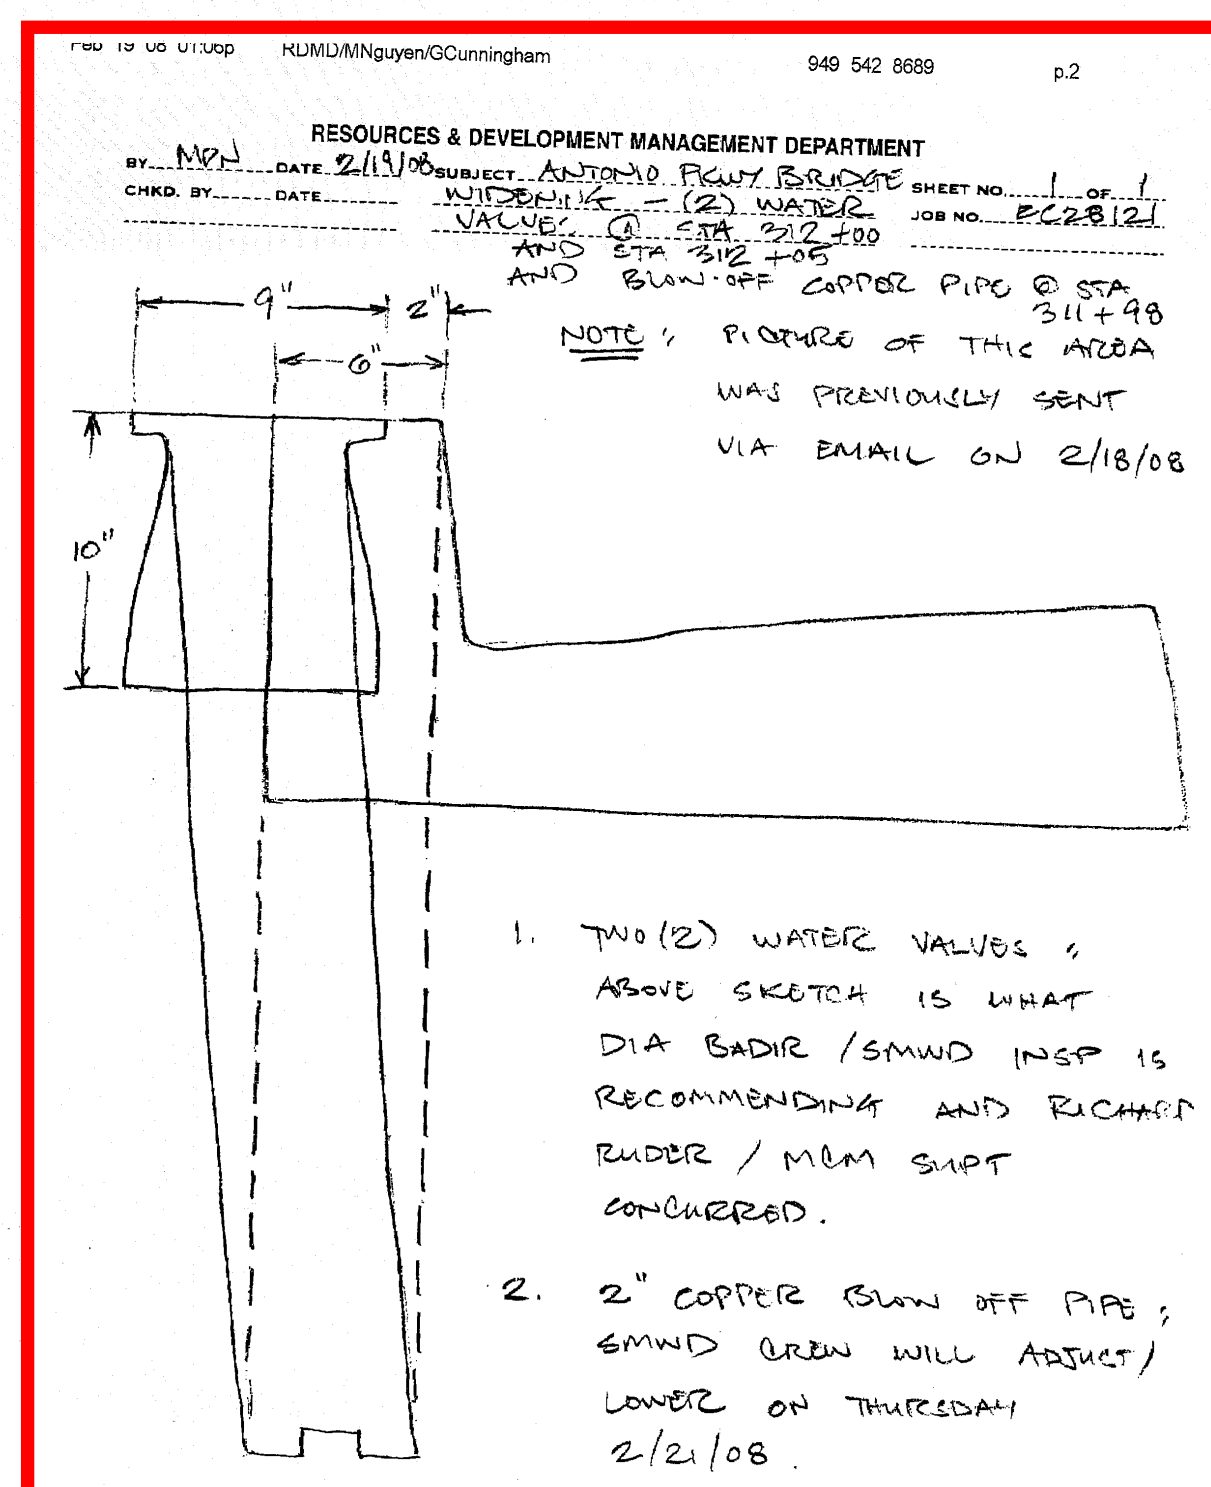 Feb 19 08 01:06p RDMD/MNguyen/GCunningham 949 542 8689 p.2
RESOURCES & DEVELOPMENT MANAGEMENT DEPARTMENT
BY MDN DATE 2/19/08 SUBJECT ANTONIO PKWY BRIDGE SHEET NO. 1 OF 1
CHKD. BY DATE WIDENING - (2) WATER JOB NO. EC28121
VALVES @ STA 312+00
AND STA 312+05
AND BLOW-OFF COPPER PIPE @ STA
311+98
9" 2"
6"
10"
NOTE: PICTURE OF THIS AREA
WAS PREVIOUSLY SENT
VIA EMAIL ON 2/18/08
1. TWO (2) WATER VALVES:
ABOVE SKETCH IS WHAT
DIA BADIR / SMWD INSP IS
RECOMMENDING AND RICHARD
RUDER / MCM SUPT
CONCURRED.
2. 2" COPPER BLOW OFF PIPE:
SMWD CREW WILL ADJUST/
LOWER ON THURSDAY
2/21/08.